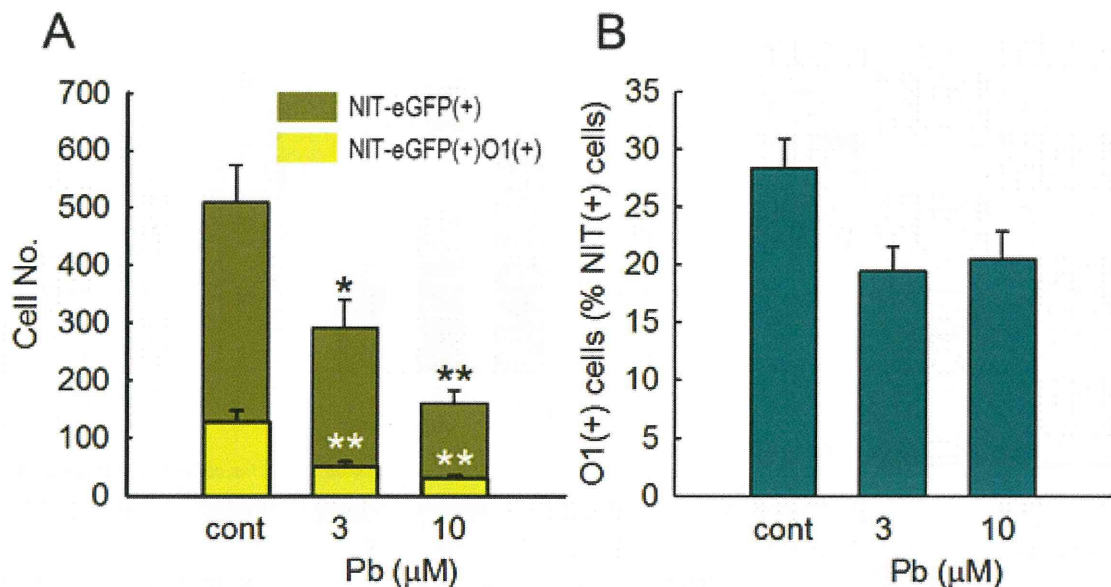 A
700
600
500
400
300
200
100
0
Cell No.
NIT-eGFP(+)
NIT-eGFP(+)O1(+)
*
**
**
**
cont 3 10
Pb (µM)
B
35
30
25
20
15
10
5
0
O1(+) cells (% NIT(+) cells)
cont 3 10
Pb (µM)